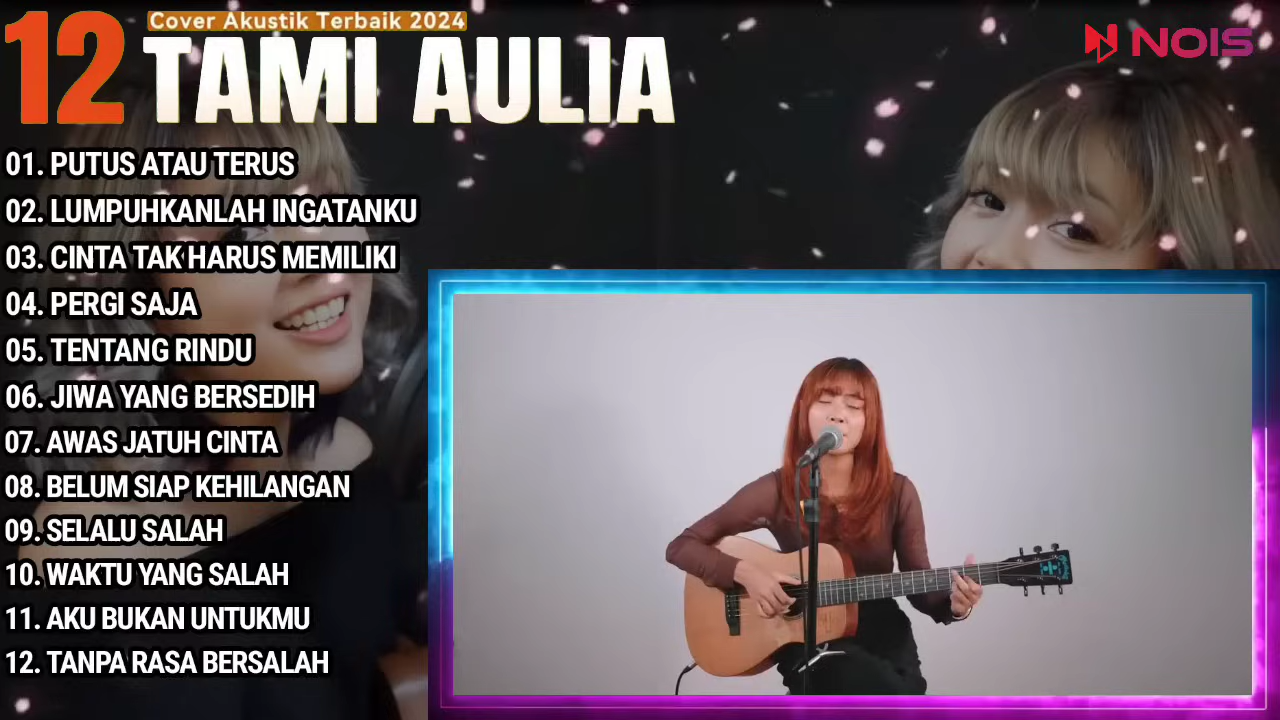 Cover Akustik Terbaik 2024
12 TAMI AULIA
NOIS
01. PUTUS ATAU TERUS
02. LUMPUHKANLAH INGATANKU
03. CINTA TAK HARUS MEMILIKI
04. PERGI SAJA
05. TENTANG RINDU
06. JIWA YANG BERSEDIH
07. AWAS JATUH CINTA
08. BELUM SIAP KEHILANGAN
09. SELALU SALAH
10. WAKTU YANG SALAH
11. AKU BUKAN UNTUKMU
12. TANPA RASA BERSALAH